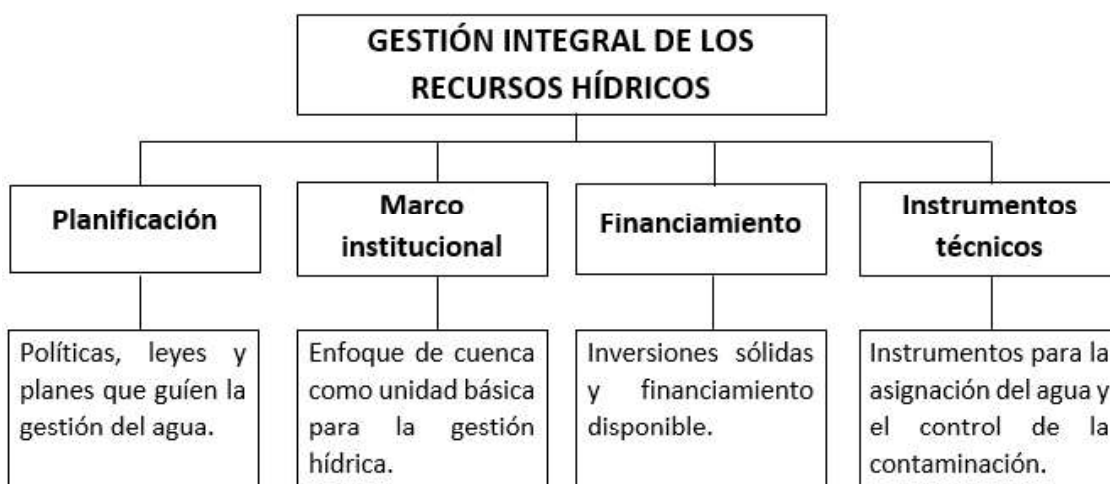 GESTIÓN INTEGRAL DE LOS
RECURSOS HÍDRICOS
Planificación
Marco
institucional
Financiamiento
Instrumentos
técnicos
Políticas, leyes y
planes que guíen la
gestión del agua.
Enfoque de cuenca
como unidad básica
para la gestión
hídrica.
Inversiones sólidas
y financiamiento
disponible.
Instrumentos para la
asignación del agua y
el control de la
contaminación.